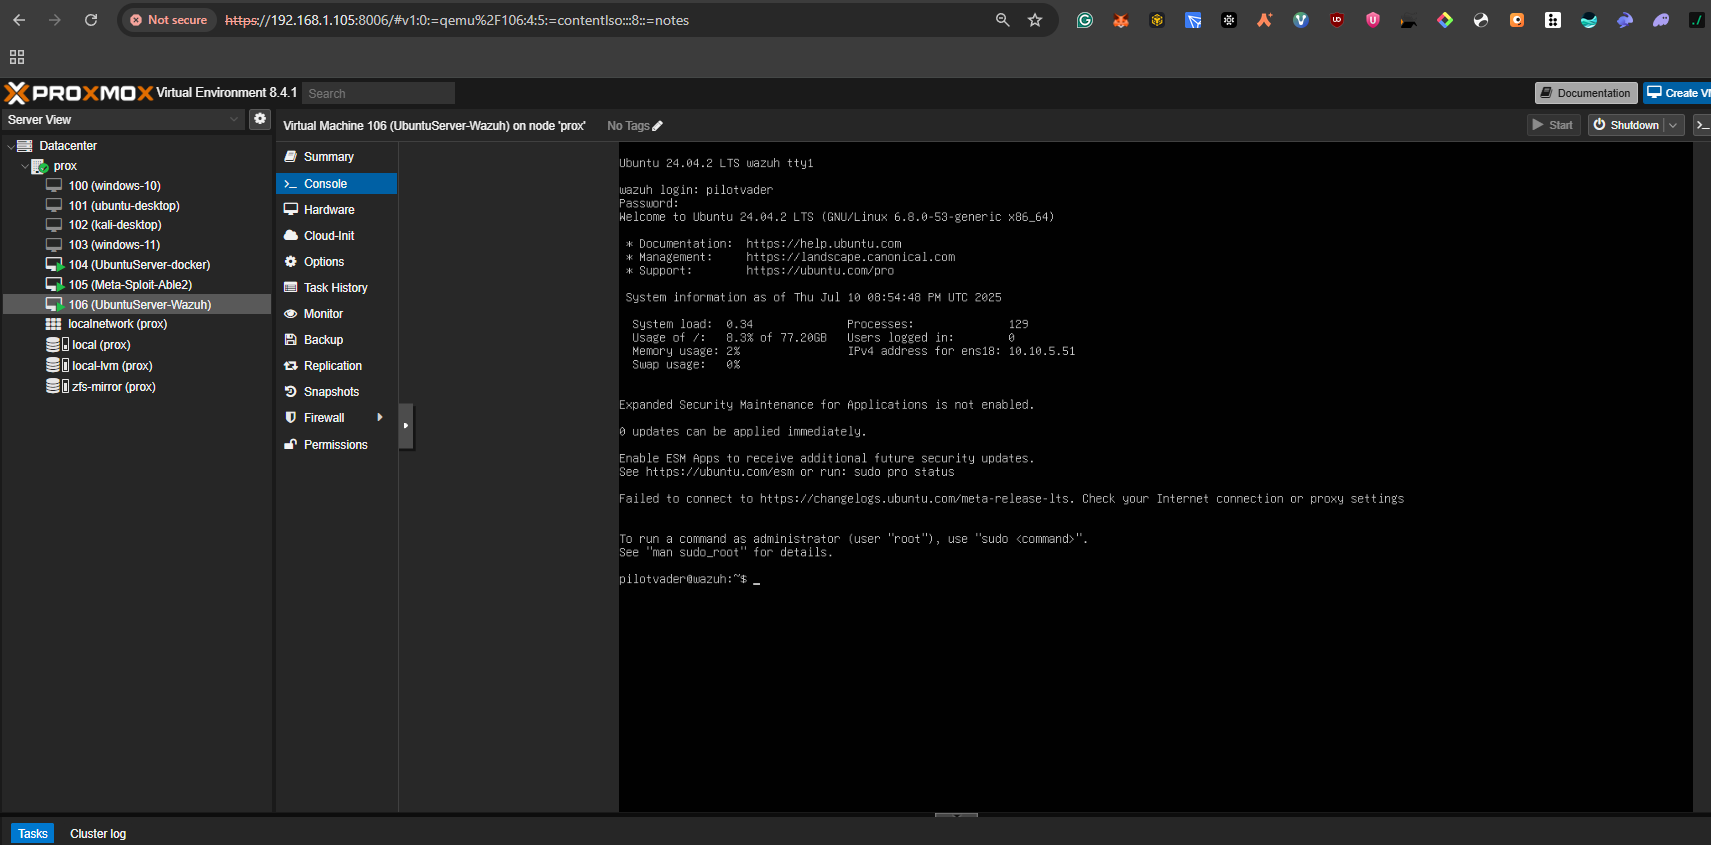 Not secure
https://192.168.1.105:8006/#v1:0:=qemu%2F106:4:5:=contentIso:::8::=notes
PROXMOX Virtual Environment 8.4.1
Search
Documentation
Create VM
Server View
Virtual Machine 106 (UbuntuServer-Wazuh) on node 'prox'
No Tags
Start
Shutdown
Datacenter
prox
100 (windows-10)
101 (ubuntu-desktop)
102 (kali-desktop)
103 (windows-11)
104 (UbuntuServer-docker)
105 (Meta-Sploit-Able2)
106 (UbuntuServer-Wazuh)
localnetwork (prox)
local (prox)
local-lvm (prox)
zfs-mirror (prox)
Summary
>_ Console
Hardware
Cloud-Init
Options
Task History
Monitor
Backup
Replication
Snapshots
Firewall
Permissions
Ubuntu 24.04.2 LTS wazuh tty1
wazuh login: pilotvader
Password:
Welcome to Ubuntu 24.04.2 LTS (GNU/Linux 6.8.0-53-generic x86_64)
* Documentation:  https://help.ubuntu.com
* Management:     https://landscape.canonical.com
* Support:        https://ubuntu.com/pro
System information as of Thu Jul 10 08:54:48 PM UTC 2025
System load:  0.34              Processes:              129
Usage of /:   8.3% of 77.20GB   Users logged in:        0
Memory usage: 2%                IPv4 address for ens18: 10.10.5.51
Swap usage:   0%
Expanded Security Maintenance for Applications is not enabled.
0 updates can be applied immediately.
Enable ESM Apps to receive additional future security updates.
See https://ubuntu.com/esm or run: sudo pro status
Failed to connect to https://changelogs.ubuntu.com/meta-release-lts. Check your Internet connection or proxy settings
To run a command as administrator (user "root"), use "sudo <command>".
See "man sudo_root" for details.
pilotvader@wazuh:~$ _
Tasks
Cluster log